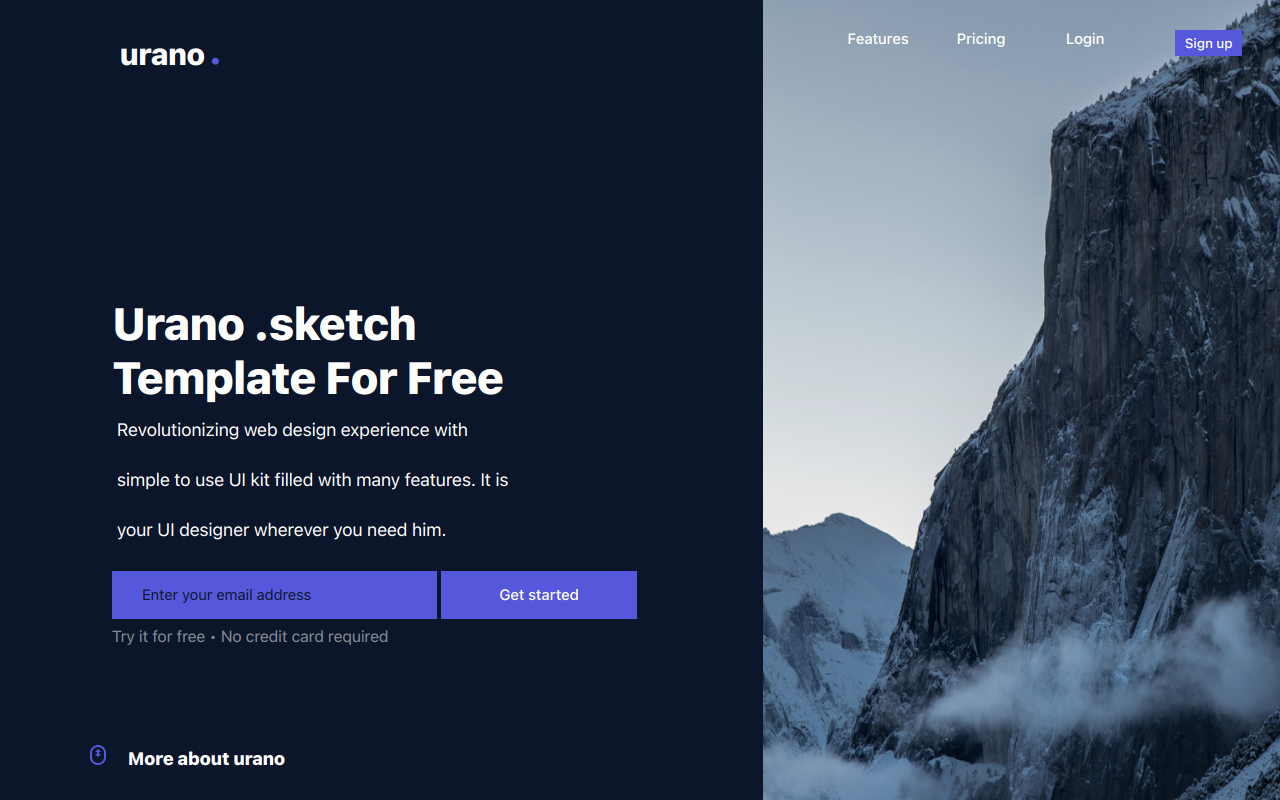 urano .
Features
Pricing
Login
Sign up
Urano .sketch
Template For Free
Revolutionizing web design experience with
simple to use UI kit filled with many features. It is
your UI designer wherever you need him.
Enter your email address
Get started
Try it for free • No credit card required
More about urano